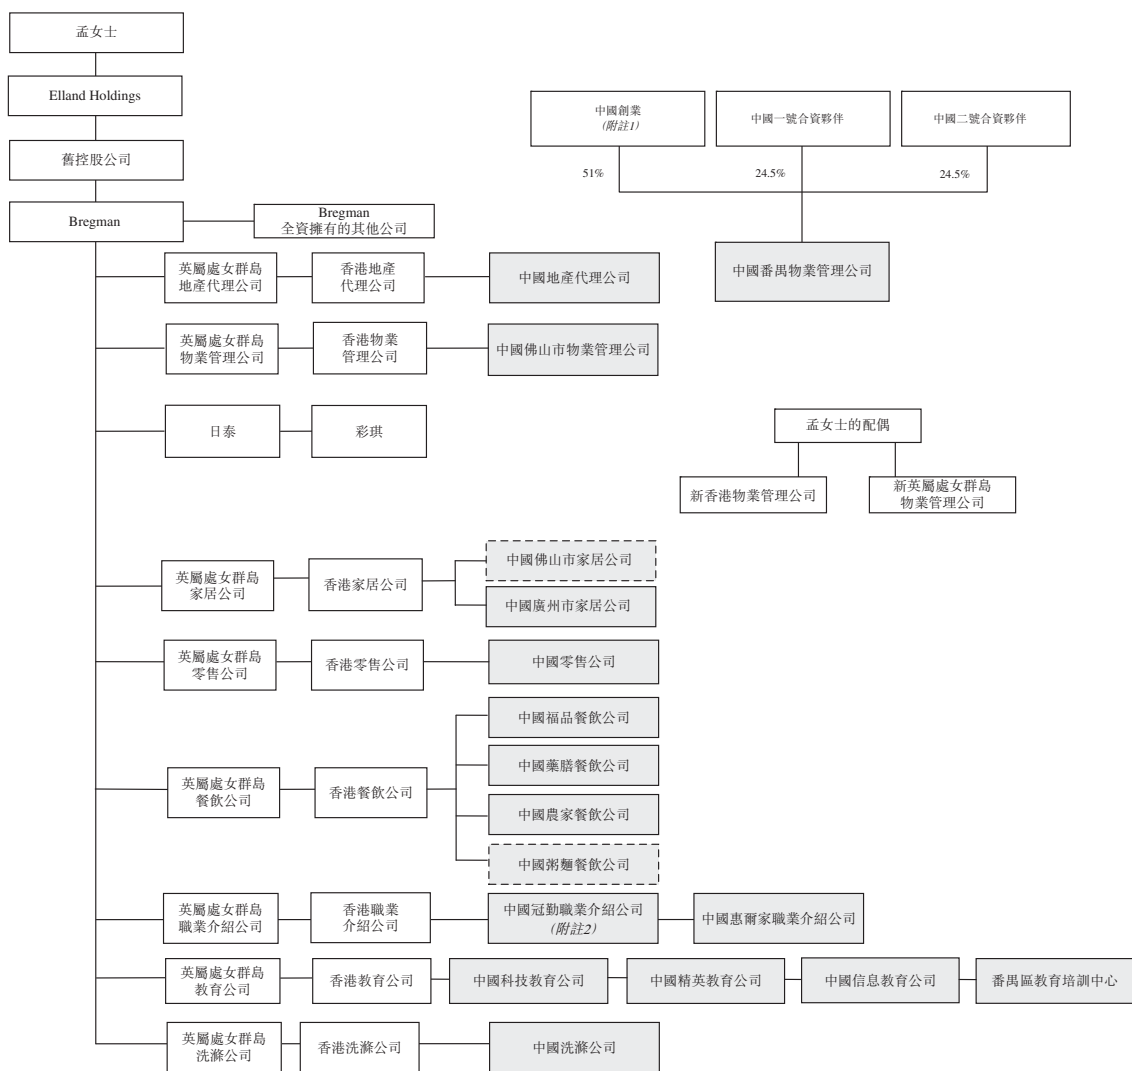 孟女士
Elland Holdings
舊控股公司
Bregman
Bregman
全資擁有的其他公司
中國創業
(附註1)
中國一號合資夥伴
中國二號合資夥伴
51%
24.5%
24.5%
中國番禺物業管理公司
英屬處女群島
地產代理公司
香港地產
代理公司
中國地產代理公司
英屬處女群島
物業管理公司
香港物業
管理公司
中國佛山市物業管理公司
日泰
彩琪
孟女士的配偶
新香港物業管理公司
新英屬處女群島
物業管理公司
英屬處女群島
家居公司
香港家居公司
中國佛山市家居公司
中國廣州市家居公司
英屬處女群島
零售公司
香港零售公司
中國零售公司
英屬處女群島
餐飲公司
香港餐飲公司
中國福品餐飲公司
中國藥膳餐飲公司
中國農家餐飲公司
中國粥麵餐飲公司
英屬處女群島
職業介紹公司
香港職業
介紹公司
中國冠勤職業介紹公司
(附註2)
中國惠爾家職業介紹公司
英屬處女群島
教育公司
香港教育公司
中國科技教育公司
中國精英教育公司
中國信息教育公司
番禺區教育培訓中心
英屬處女群島
洗滌公司
香港洗滌公司
中國洗滌公司